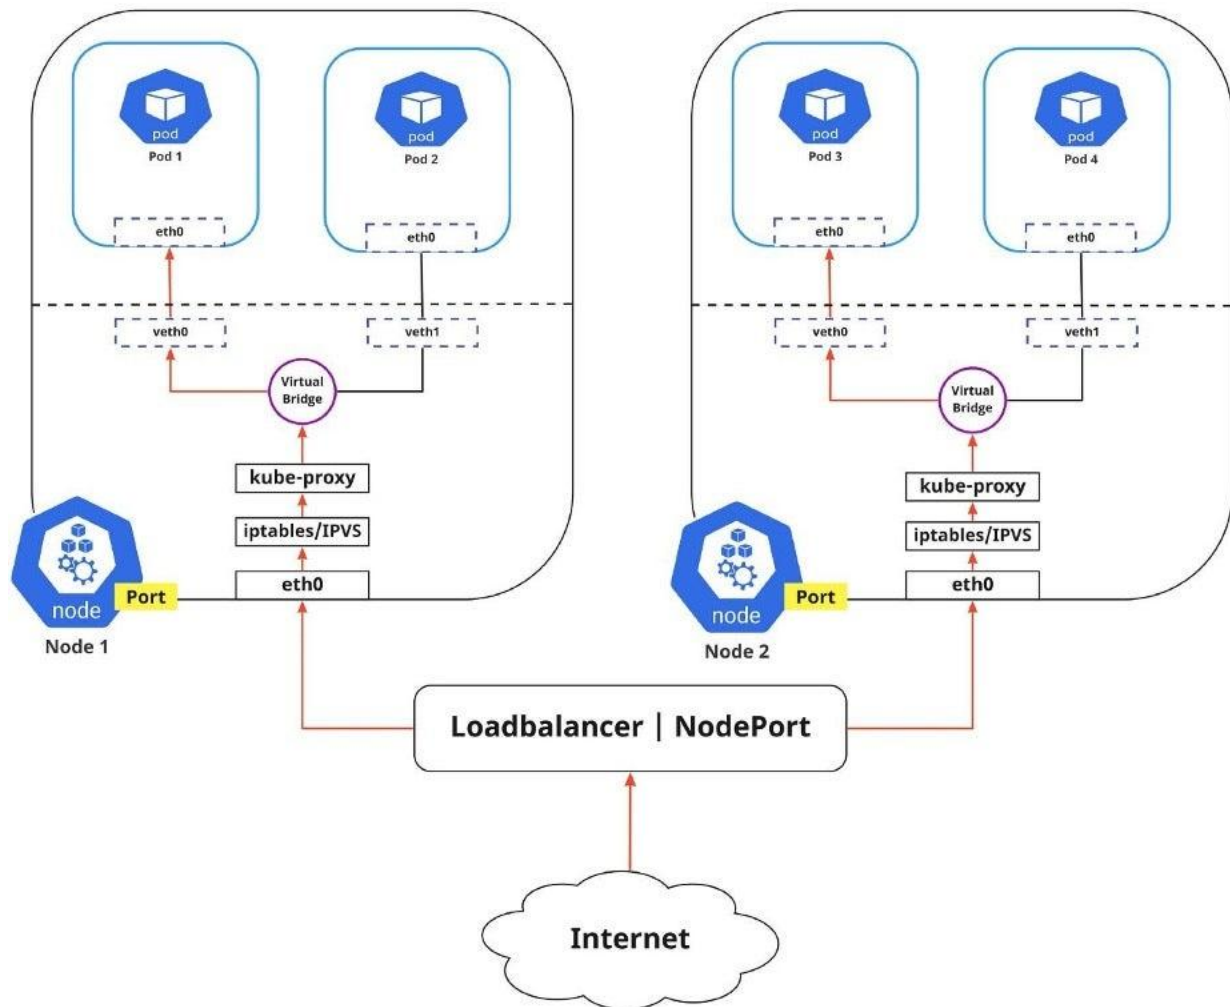 pod
Pod 1
pod
Pod 2
eth0
eth0
veth0
veth1
Virtual
Bridge
kube-proxy
iptables/IPVS
eth0
Port
node
Node 1
pod
Pod 3
pod
Pod 4
eth0
eth0
veth0
veth1
Virtual
Bridge
kube-proxy
iptables/IPVS
eth0
Port
node
Node 2
Loadbalancer | NodePort
Internet